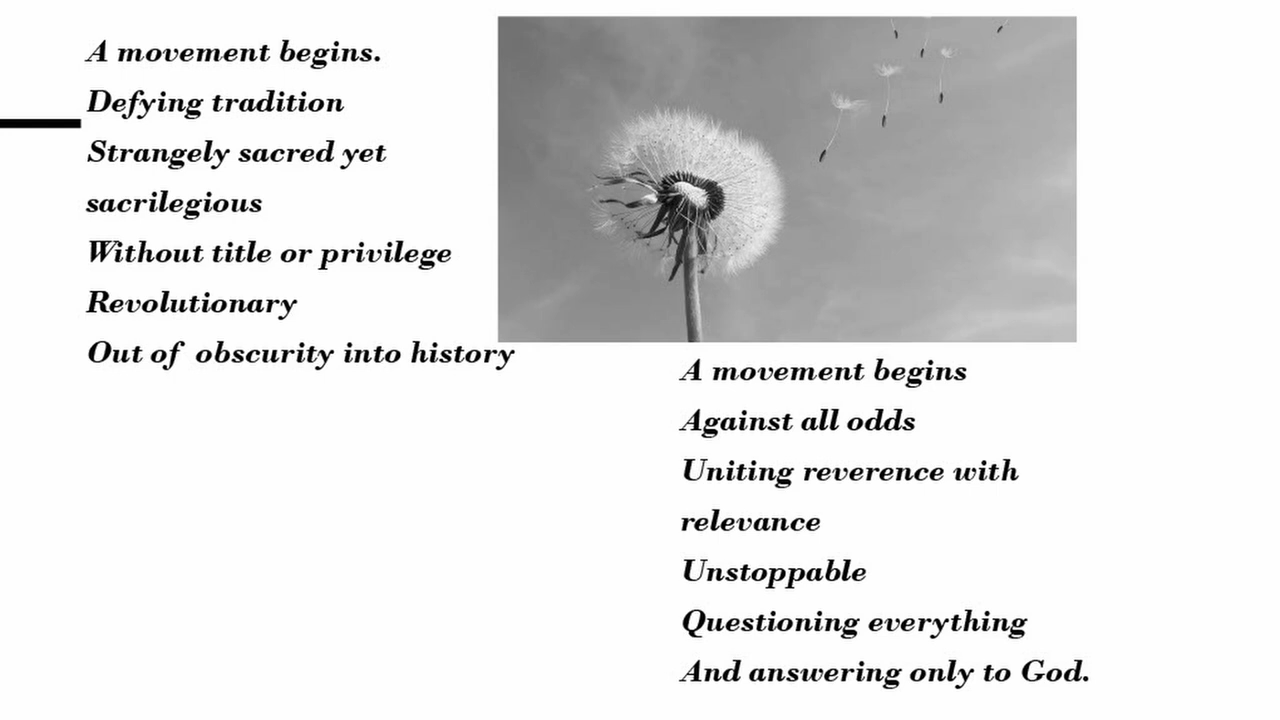 A movement begins.
Defying tradition
Strangely sacred yet
sacrilegious
Without title or privilege
Revolutionary
Out of obscurity into history
A movement begins
Against all odds
Uniting reverence with
relevance
Unstoppable
Questioning everything
And answering only to God.